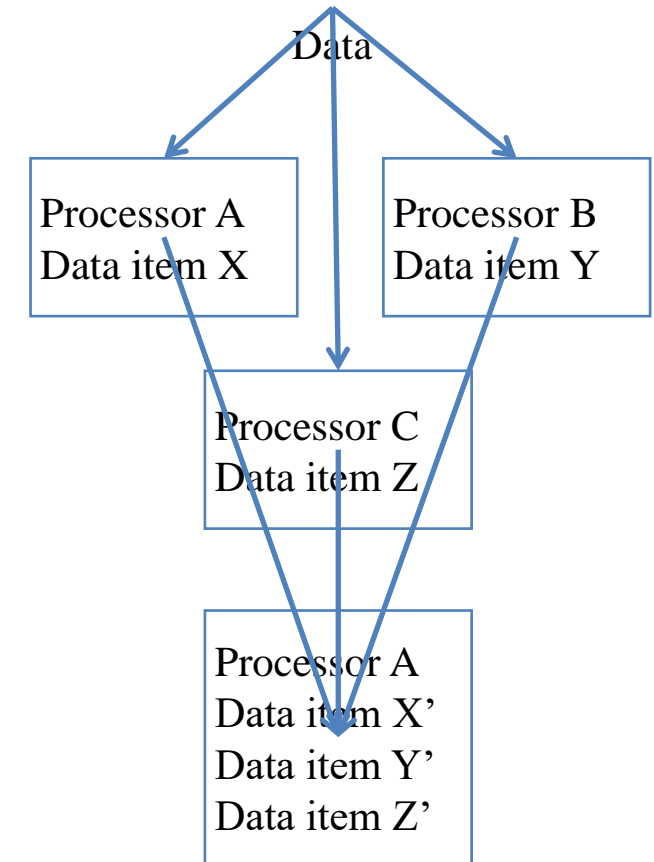 Data
Processor A
Data item X
Processor B
Data item Y
Processor C
Data item Z
Processor A
Data item X’
Data item Y’
Data item Z’